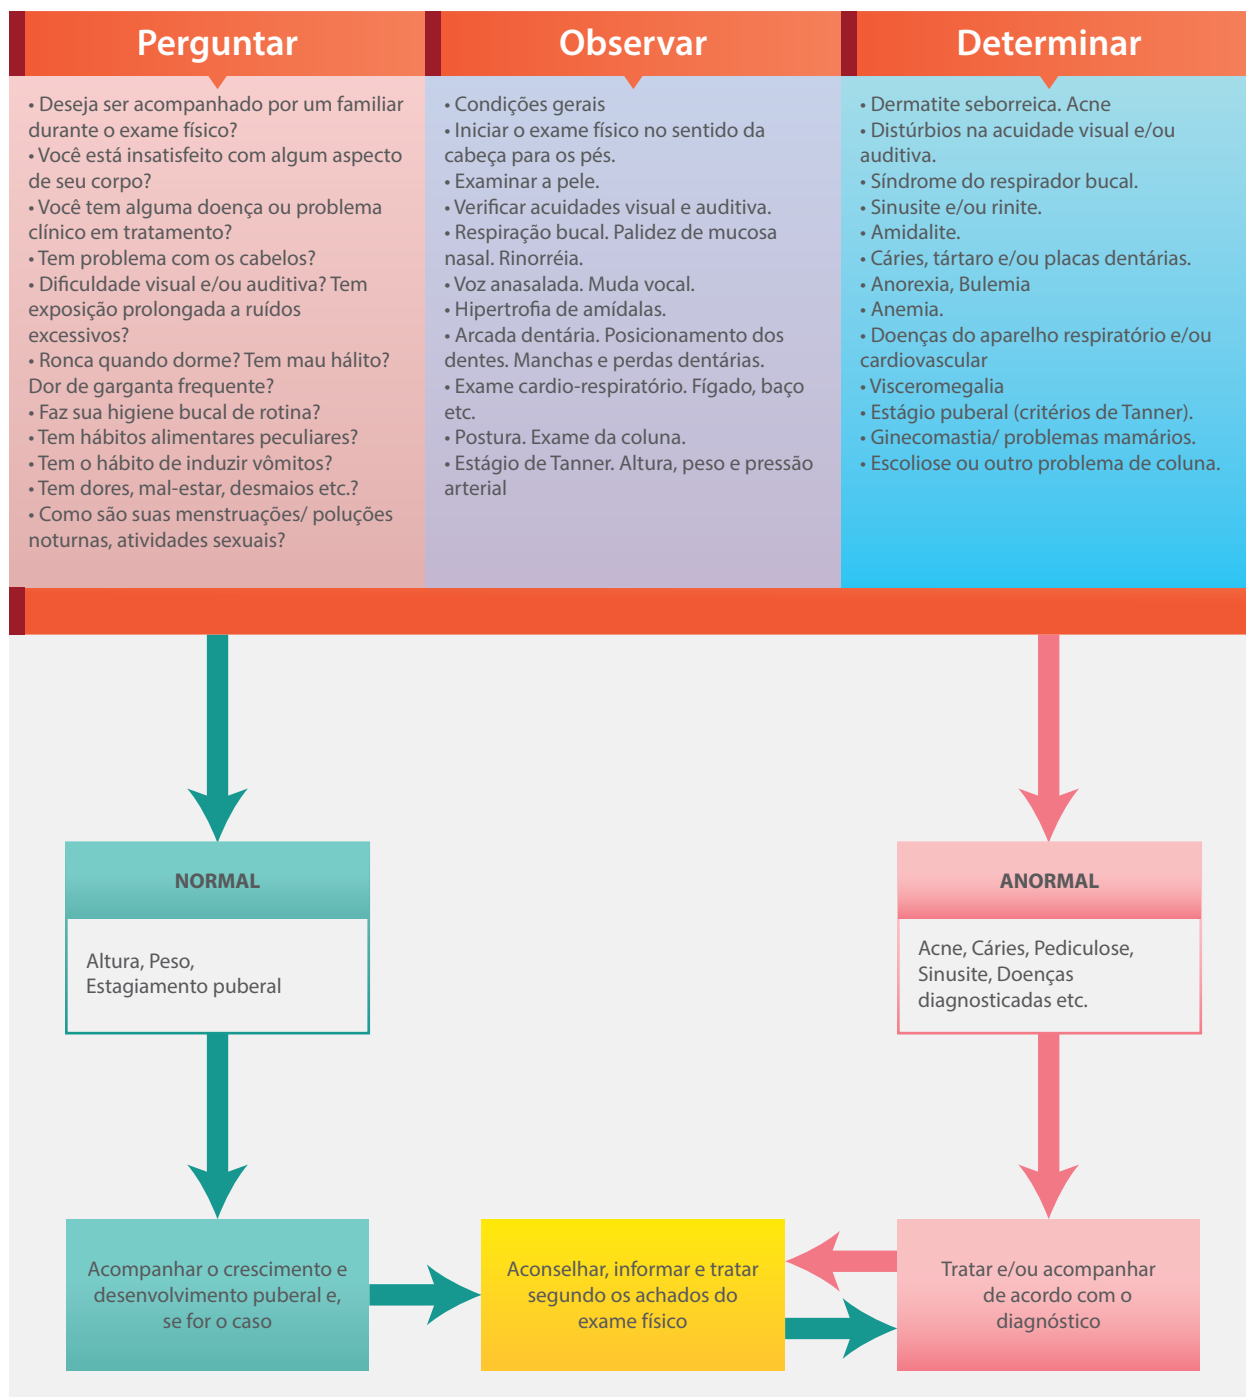 Perguntar
• Deseja ser acompanhado por um familiar
durante o exame físico?
• Você está insatisfeito com algum aspecto
de seu corpo?
• Você tem alguma doença ou problema
clínico em tratamento?
• Tem problema com os cabelos?
• Dificuldade visual e/ou auditiva? Tem
exposição prolongada a ruídos
excessivos?
• Ronca quando dorme? Tem mau hálito?
Dor de garganta frequente?
• Faz sua higiene bucal de rotina?
• Tem hábitos alimentares peculiares?
• Tem o hábito de induzir vômitos?
• Tem dores, mal-estar, desmaios etc.?
• Como são suas menstruações/ poluções
noturnas, atividades sexuais?
Observar
• Condições gerais
• Iniciar o exame físico no sentido da
cabeça para os pés.
• Examinar a pele.
• Verificar acuidades visual e auditiva.
• Respiração bucal. Palidez de mucosa
nasal. Rinorréia.
• Voz anasalada. Muda vocal.
• Hipertrofia de amídalas.
• Arcada dentária. Posicionamento dos
dentes. Manchas e perdas dentárias.
• Exame cardio-respiratório. Fígado, baço
etc.
• Postura. Exame da coluna.
• Estágio de Tanner. Altura, peso e pressão
arterial
Determinar
• Dermatite seborreica. Acne
• Distúrbios na acuidade visual e/ou
auditiva.
• Síndrome do respirador bucal.
• Sinusite e/ou rinite.
• Amidalite.
• Cáries, tártaro e/ou placas dentárias.
• Anorexia, Bulemia
• Anemia.
• Doenças do aparelho respiratório e/ou
cardiovascular
• Visceromegalia
• Estágio puberal (critérios de Tanner).
• Ginecomastia/ problemas mamários.
• Escoliose ou outro problema de coluna.
NORMAL
Altura, Peso,
Estagiamento puberal
ANORMAL
Acne, Cáries, Pediculose,
Sinusite, Doenças
diagnosticadas etc.
Acompanhar o crescimento e
desenvolvimento puberal e,
se for o caso
Aconselhar, informar e tratar
segundo os achados do
exame físico
Tratar e/ou acompanhar
de acordo com o
diagnóstico